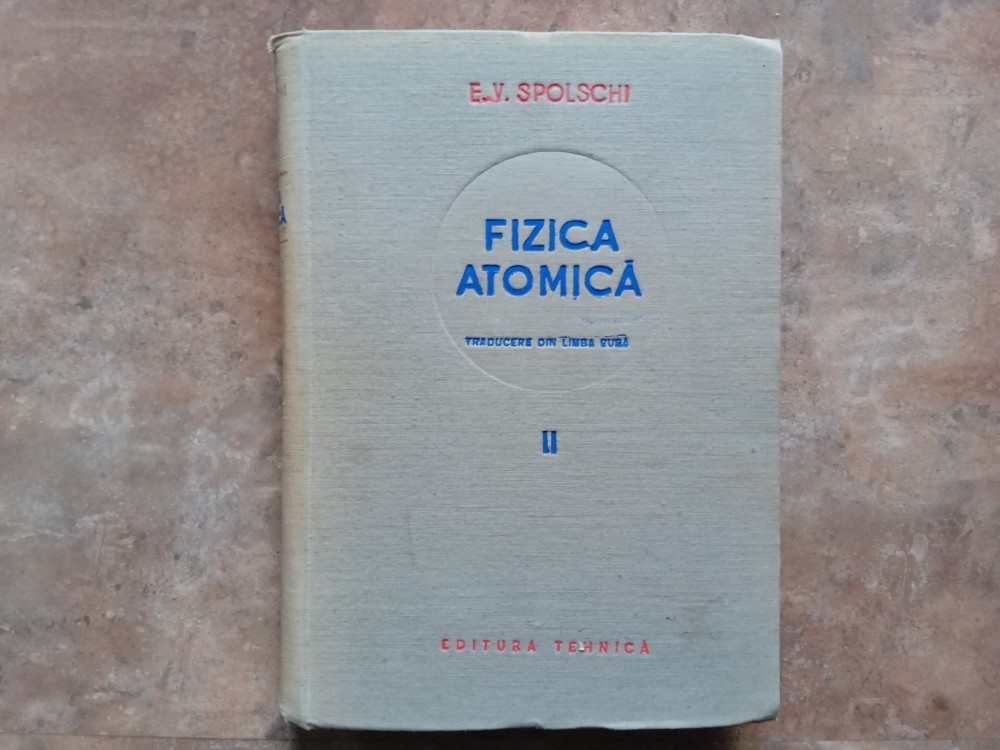 E.V. SPOLSCHI
FIZICA
ATOMICĂ
TRADUCERE DIN LIMBA RUSĂ
II
EDITURA TEHNICĂ